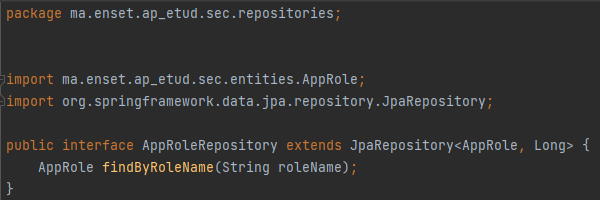 package ma.enset.ap_etud.sec.repositories;
import ma.enset.ap_etud.sec.entities.AppRole;
import org.springframework.data.jpa.repository.JpaRepository;
public interface AppRoleRepository extends JpaRepository<AppRole, Long> {
    AppRole findByRoleName(String roleName);
}